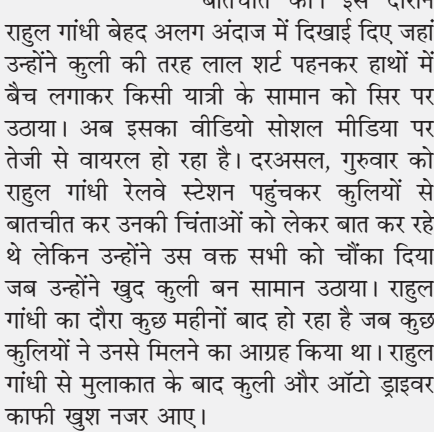 बातचीत की। इस दौरान
राहुल गांधी बेहद अलग अंदाज में दिखाई दिए जहां
उन्होंने कुली की तरह लाल शर्ट पहनकर हाथों में
बैच लगाकर किसी यात्री के सामान को सिर पर
उठाया। अब इसका वीडियो सोशल मीडिया पर
तेजी से वायरल हो रहा है। दरअसल, गुरुवार को
राहुल गांधी रेलवे स्टेशन पहुंचकर कुलियों से
बातचीत कर उनकी चिंताओं को लेकर बात कर रहे
थे लेकिन उन्होंने उस वक्त सभी को चौंका दिया
जब उन्होंने खुद कुली बन सामान उठाया। राहुल
गांधी का दौरा कुछ महीनों बाद हो रहा है जब कुछ
कुलियों ने उनसे मिलने का आग्रह किया था। राहुल
गांधी से मुलाकात के बाद कुली और ऑटो ड्राइवर
काफी खुश नजर आए।